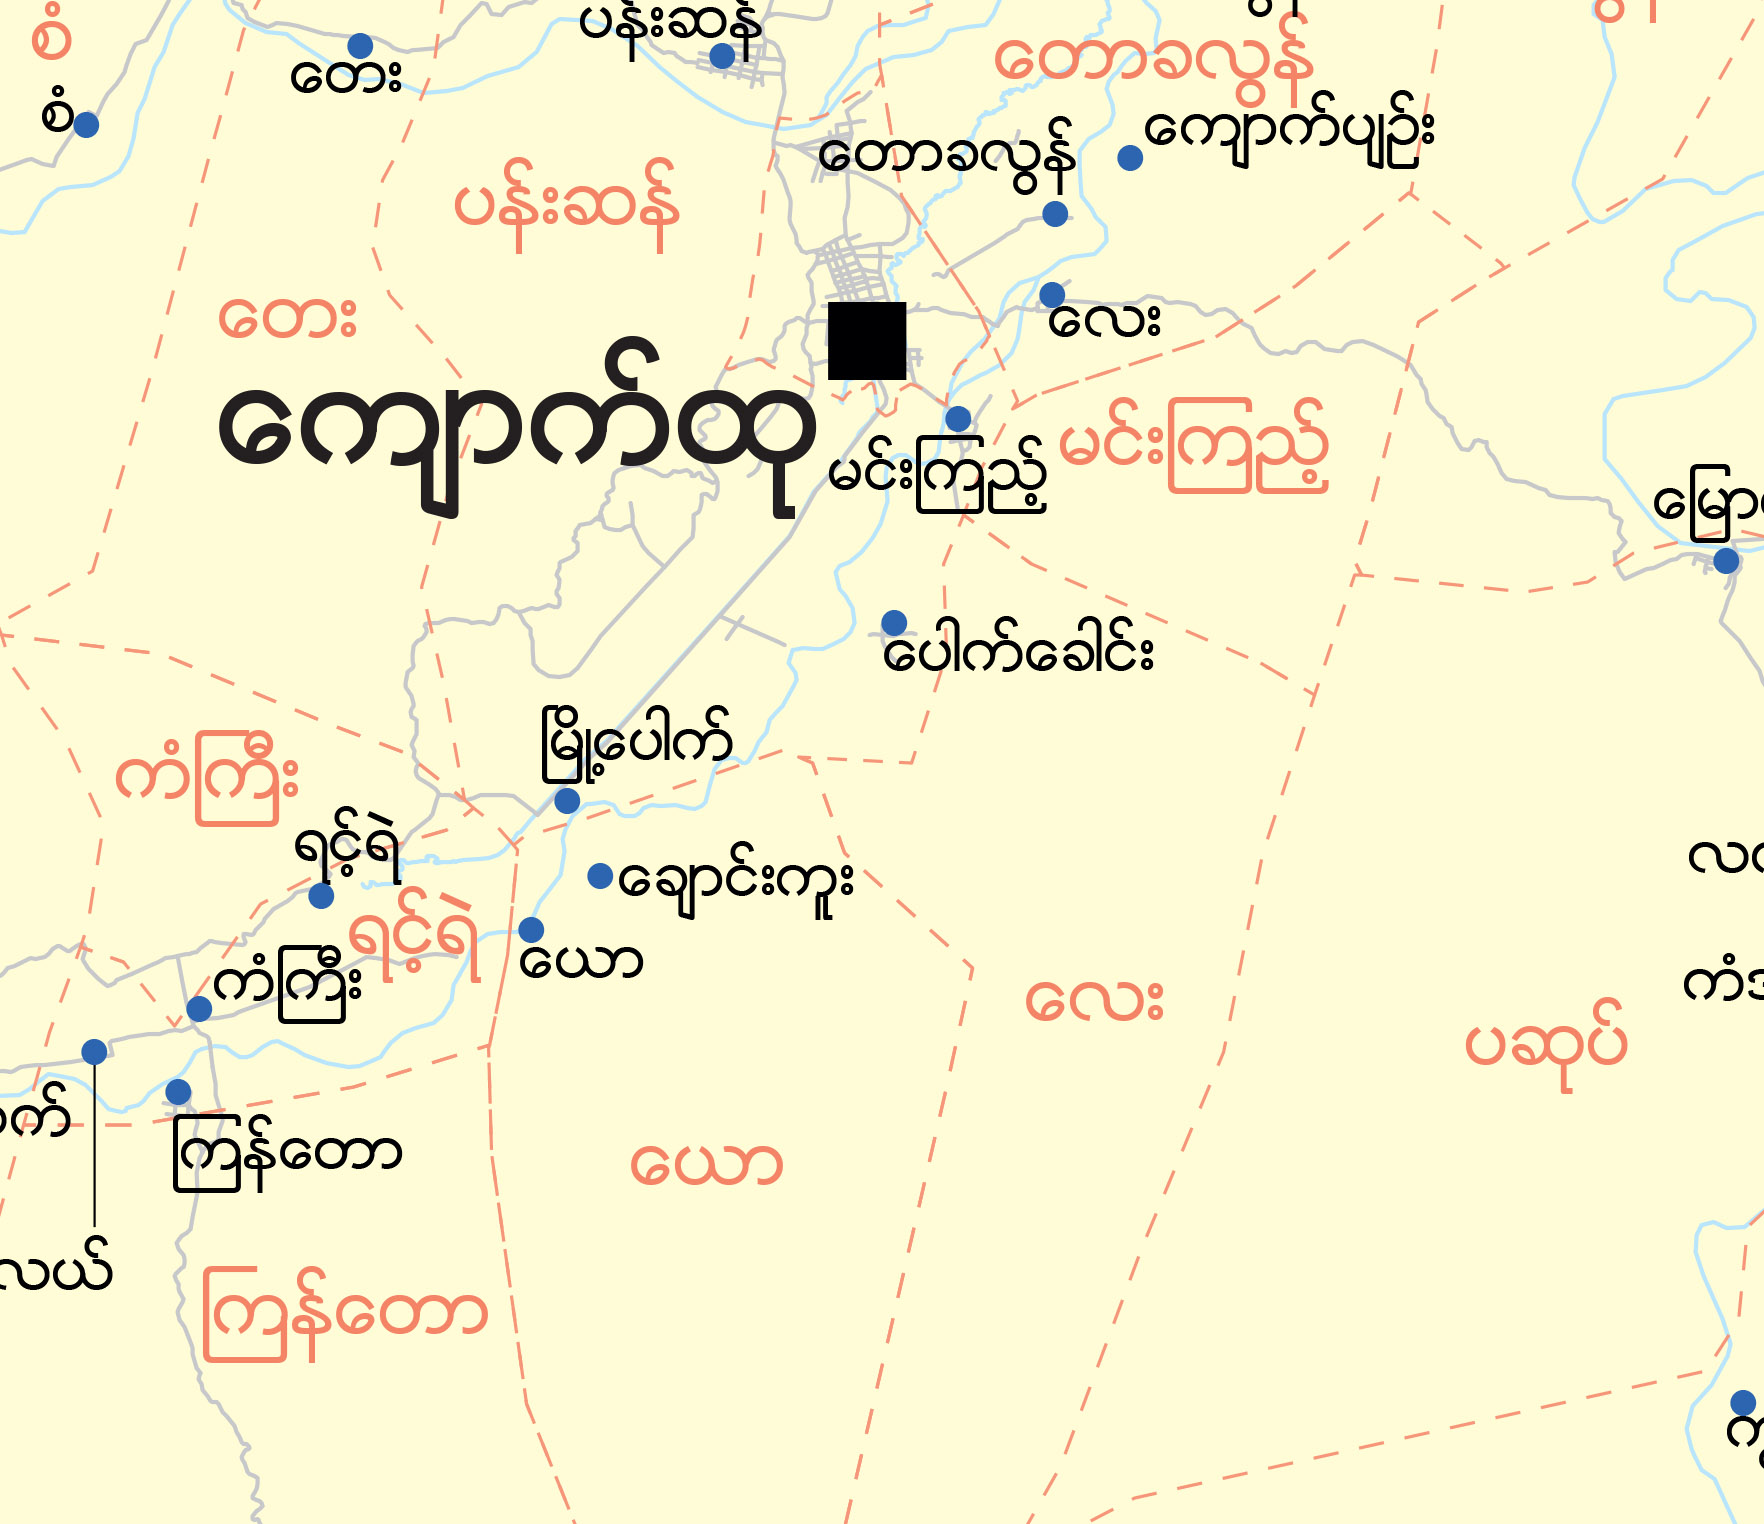 ပန်းဆန်
စံ
တေး
တောခလွန်
စံ
ကျောက်ပျဉ်း
တောခလွန်
ပန်းဆန်
တေး
လေး
ကျောက်ထု
မင်းကြည့်
မင်းကြည့်
ပေါက်ခေါင်း
မြို့ပေါက်
ကံကြီး
ရင့်ရဲ
ချောင်းကူး
ရင့်ရဲ
ယော
ကံကြီး
လေး
ပဆုပ်
ကြန်တော
ယော
ကြန်တော